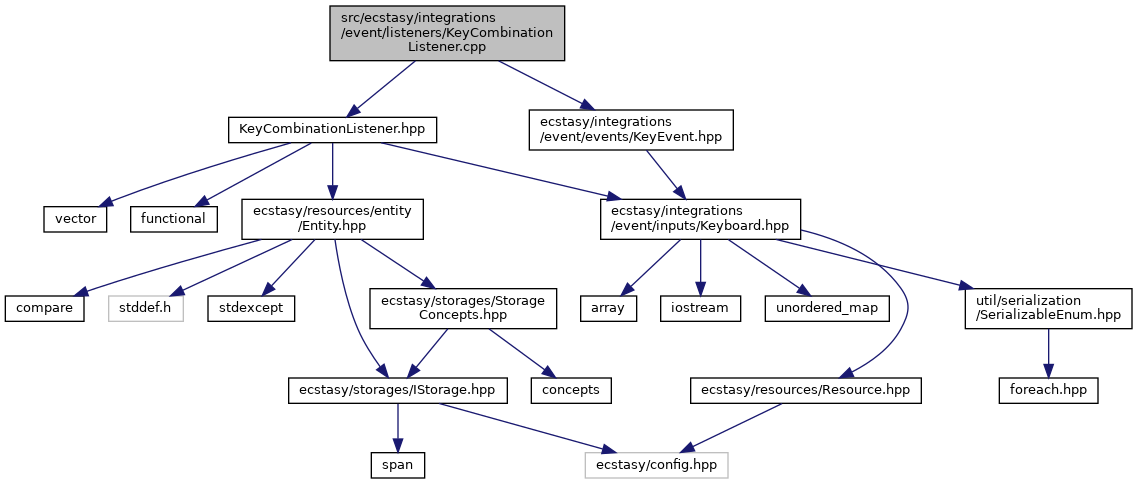 src/ecstasy/integrations
/event/listeners/KeyCombination
Listener.cpp
KeyCombinationListener.hpp
ecstasy/integrations
/event/events/KeyEvent.hpp
vector
functional
ecstasy/resources/entity
/Entity.hpp
ecstasy/integrations
/event/inputs/Keyboard.hpp
compare
stddef.h
stdexcept
ecstasy/storages/Storage
Concepts.hpp
array
iostream
unordered_map
util/serialization
/SerializableEnum.hpp
ecstasy/storages/IStorage.hpp
concepts
ecstasy/resources/Resource.hpp
foreach.hpp
span
ecstasy/config.hpp